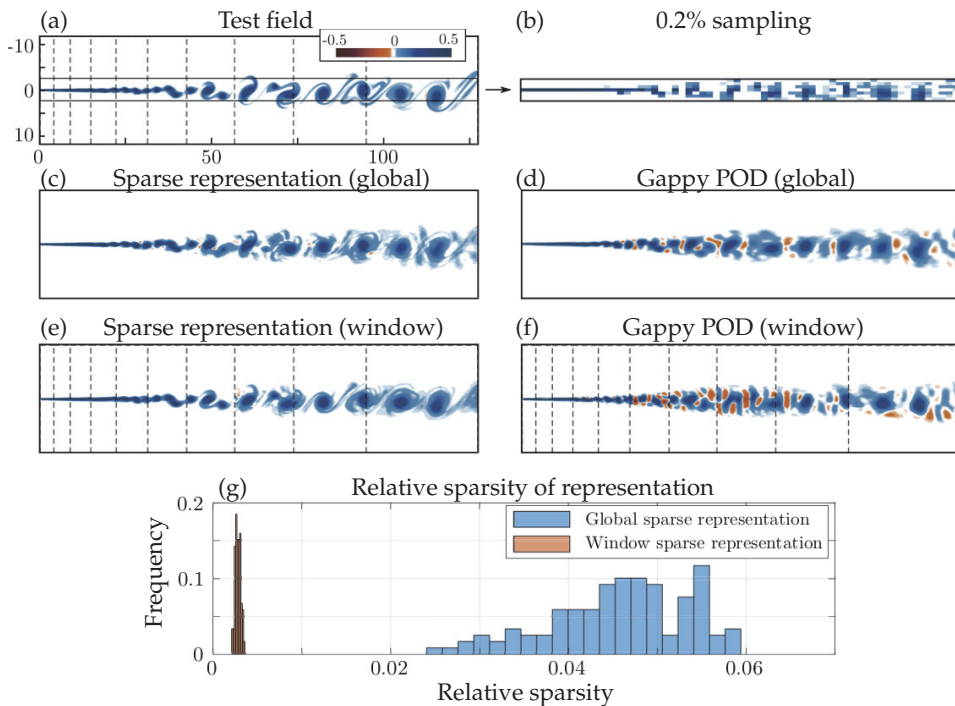 (a) Test field
(b) 0.2% sampling
-0.5 0 0.5
-12
0
10
0 50 100
(c) Sparse representation (global)
(d) Gappy POD (global)
(e) Sparse representation (window)
(f) Gappy POD (window)
(g) Relative sparsity of representation
0.2
Global sparse representation
Window sparse representation
0.1
Frequency
0
0 0.02 0.04 0.06
Relative sparsity